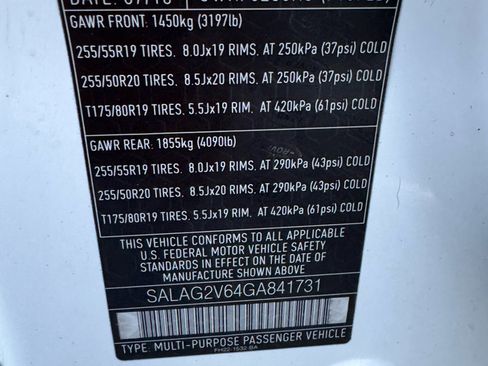 GAWR FRONT: 1450kg (3197lb)
255/55R19 TIRES. 8.0Jx19 RIMS. AT 250kPa (37psi) COLD
255/50R20 TIRES. 8.5Jx20 RIMS. AT 250kPa (37psi) COLD
T175/80R19 TIRES. 5.5Jx19 RIM. AT 420kPa (61psi) COLD
GAWR REAR: 1855kg (4090lb)
255/55R19 TIRES. 8.0Jx19 RIMS. AT 290kPa (43psi) COLD
255/50R20 TIRES. 8.5Jx20 RIMS. AT 290kPa (43psi) COLD
T175/80R19 TIRES. 5.5Jx19 RIM. AT 420kPa (61psi) COLD
THIS VEHICLE CONFORMS TO ALL APPLICABLE
U.S. FEDERAL MOTOR VEHICLE SAFETY
STANDARDS IN EFFECT ON THE DATE OF
MANUFACTURE SHOWN ABOVE
SALAG2V64GA841731
TYPE: MULTI-PURPOSE PASSENGER VEHICLE
FH22-1532-BA